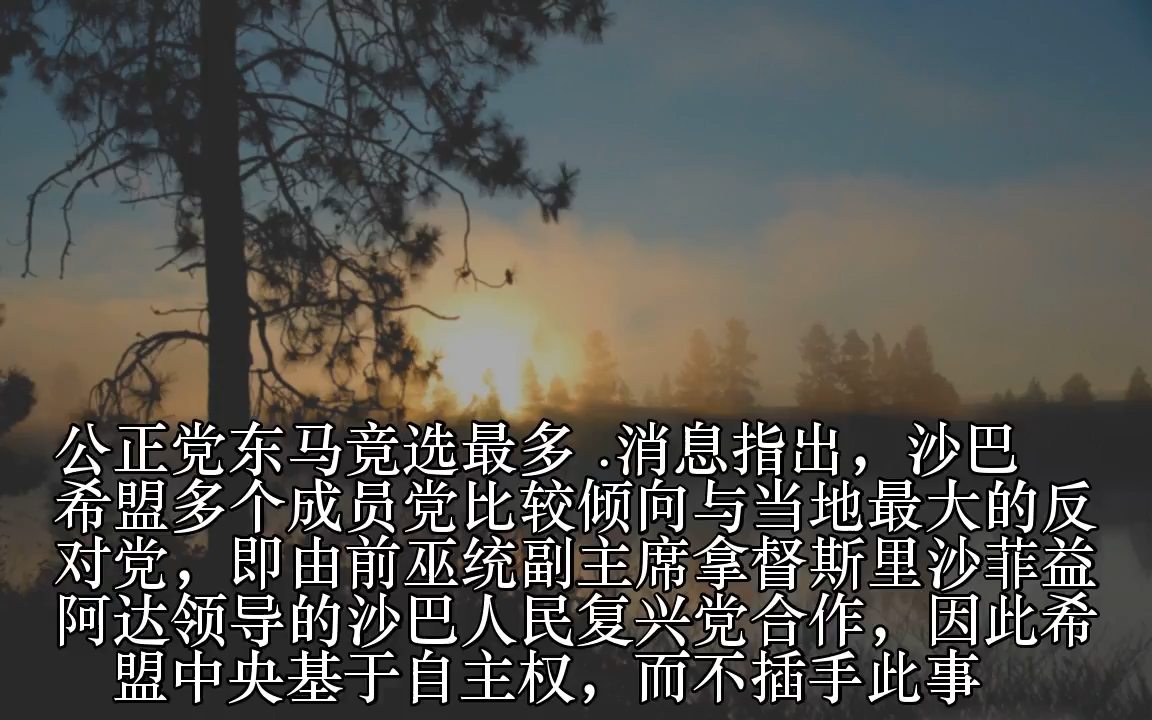 公正党东马竞选最多 .消息指出，沙巴
希盟多个成员党比较倾向与当地最大的反
对党，即由前巫统副主席拿督斯里沙菲益
阿达领导的沙巴人民复兴党合作，因此希
盟中央基于自主权，而不插手此事